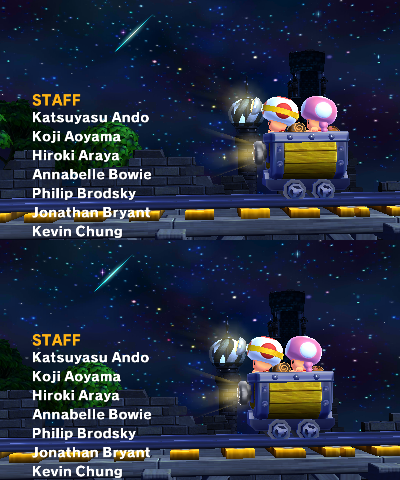 STAFF
Katsuyasu Ando
Koji Aoyama
Hiroki Araya
Annabelle Bowie
Philip Brodsky
Jonathan Bryant
Kevin Chung
STAFF
Katsuyasu Ando
Koji Aoyama
Hiroki Araya
Annabelle Bowie
Philip Brodsky
Jonathan Bryant
Kevin Chung